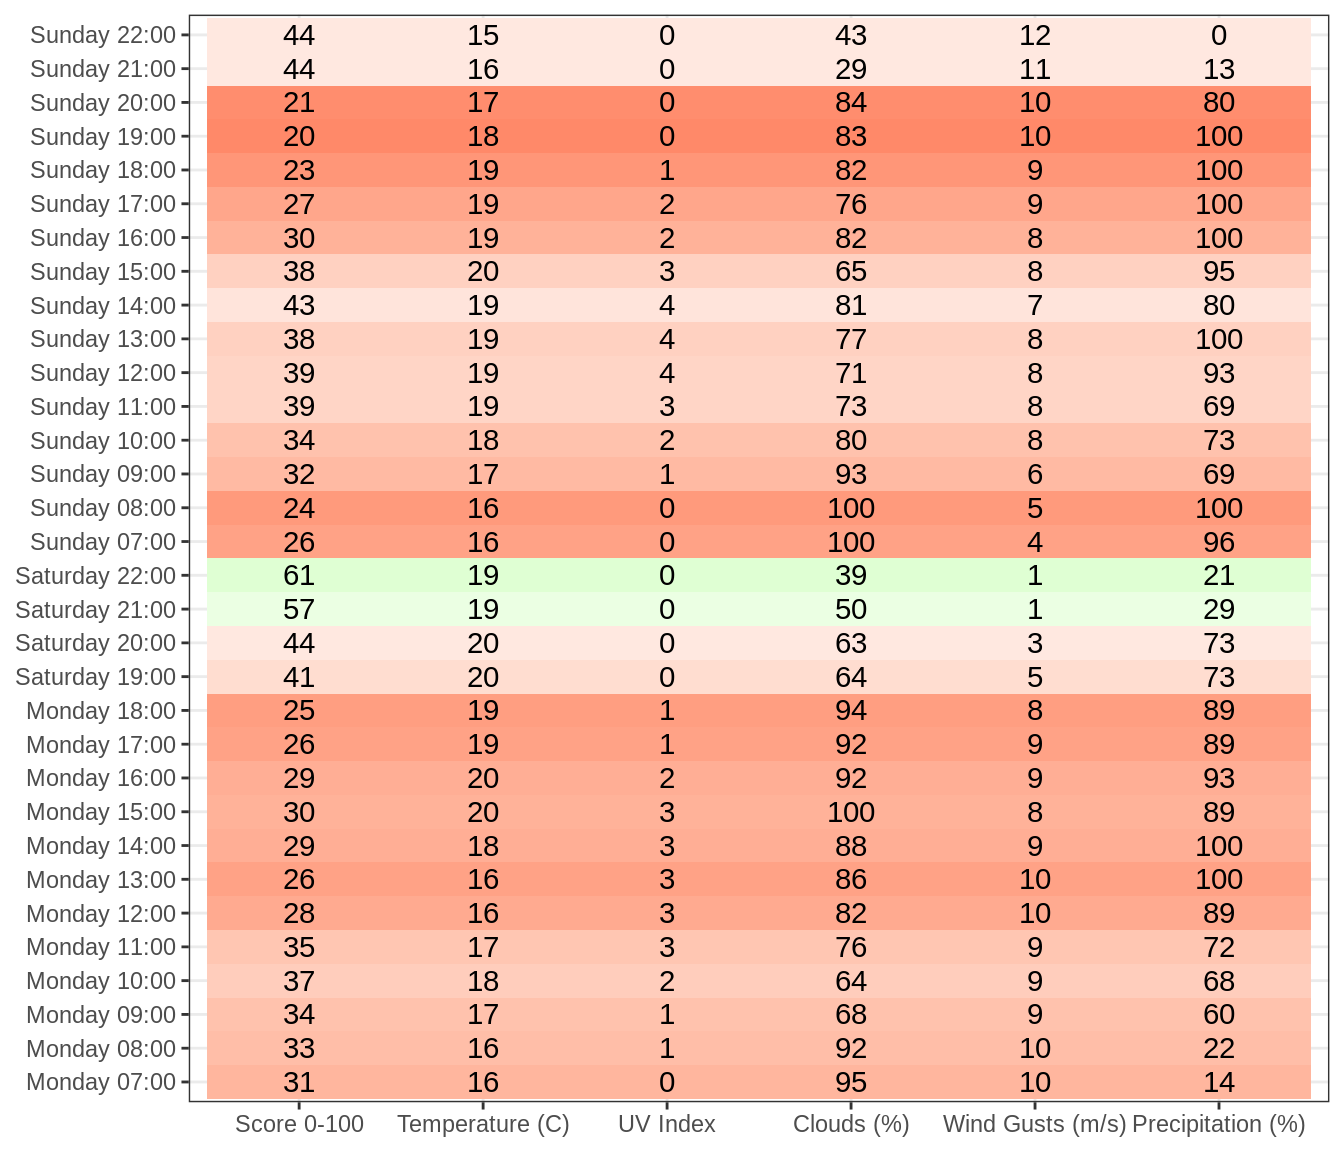 Sunday 22:00 44 15 0 43 12 0
Sunday 21:00 44 16 0 29 11 13
Sunday 20:00 21 17 0 84 10 80
Sunday 19:00 20 18 0 83 10 100
Sunday 18:00 23 19 1 82 9 100
Sunday 17:00 27 19 2 76 9 100
Sunday 16:00 30 19 2 82 8 100
Sunday 15:00 38 20 3 65 8 95
Sunday 14:00 43 19 4 81 7 80
Sunday 13:00 38 19 4 77 8 100
Sunday 12:00 39 19 4 71 8 93
Sunday 11:00 39 19 3 73 8 69
Sunday 10:00 34 18 2 80 8 73
Sunday 09:00 32 17 1 93 6 69
Sunday 08:00 24 16 0 100 5 100
Sunday 07:00 26 16 0 100 4 96
Saturday 22:00 61 19 0 39 1 21
Saturday 21:00 57 19 0 50 1 29
Saturday 20:00 44 20 0 63 3 73
Saturday 19:00 41 20 0 64 5 73
Monday 18:00 25 19 1 94 8 89
Monday 17:00 26 19 1 92 9 89
Monday 16:00 29 20 2 92 9 93
Monday 15:00 30 20 3 100 8 89
Monday 14:00 29 18 3 88 9 100
Monday 13:00 26 16 3 86 10 100
Monday 12:00 28 16 3 82 10 89
Monday 11:00 35 17 3 76 9 72
Monday 10:00 37 18 2 64 9 68
Monday 09:00 34 17 1 68 9 60
Monday 08:00 33 16 1 92 10 22
Monday 07:00 31 16 0 95 10 14
Score 0-100 Temperature (C) UV Index Clouds (%) Wind Gusts (m/s) Precipitation (%)